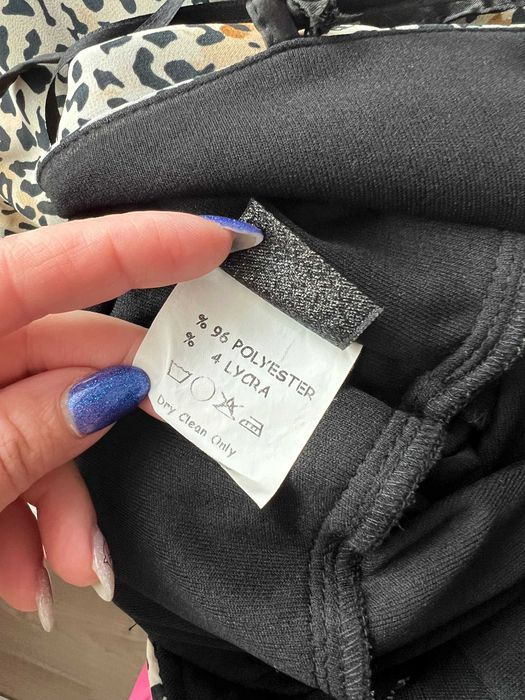 % 96 POLYESTER
% 4 LYCRA
Dry Clean Only